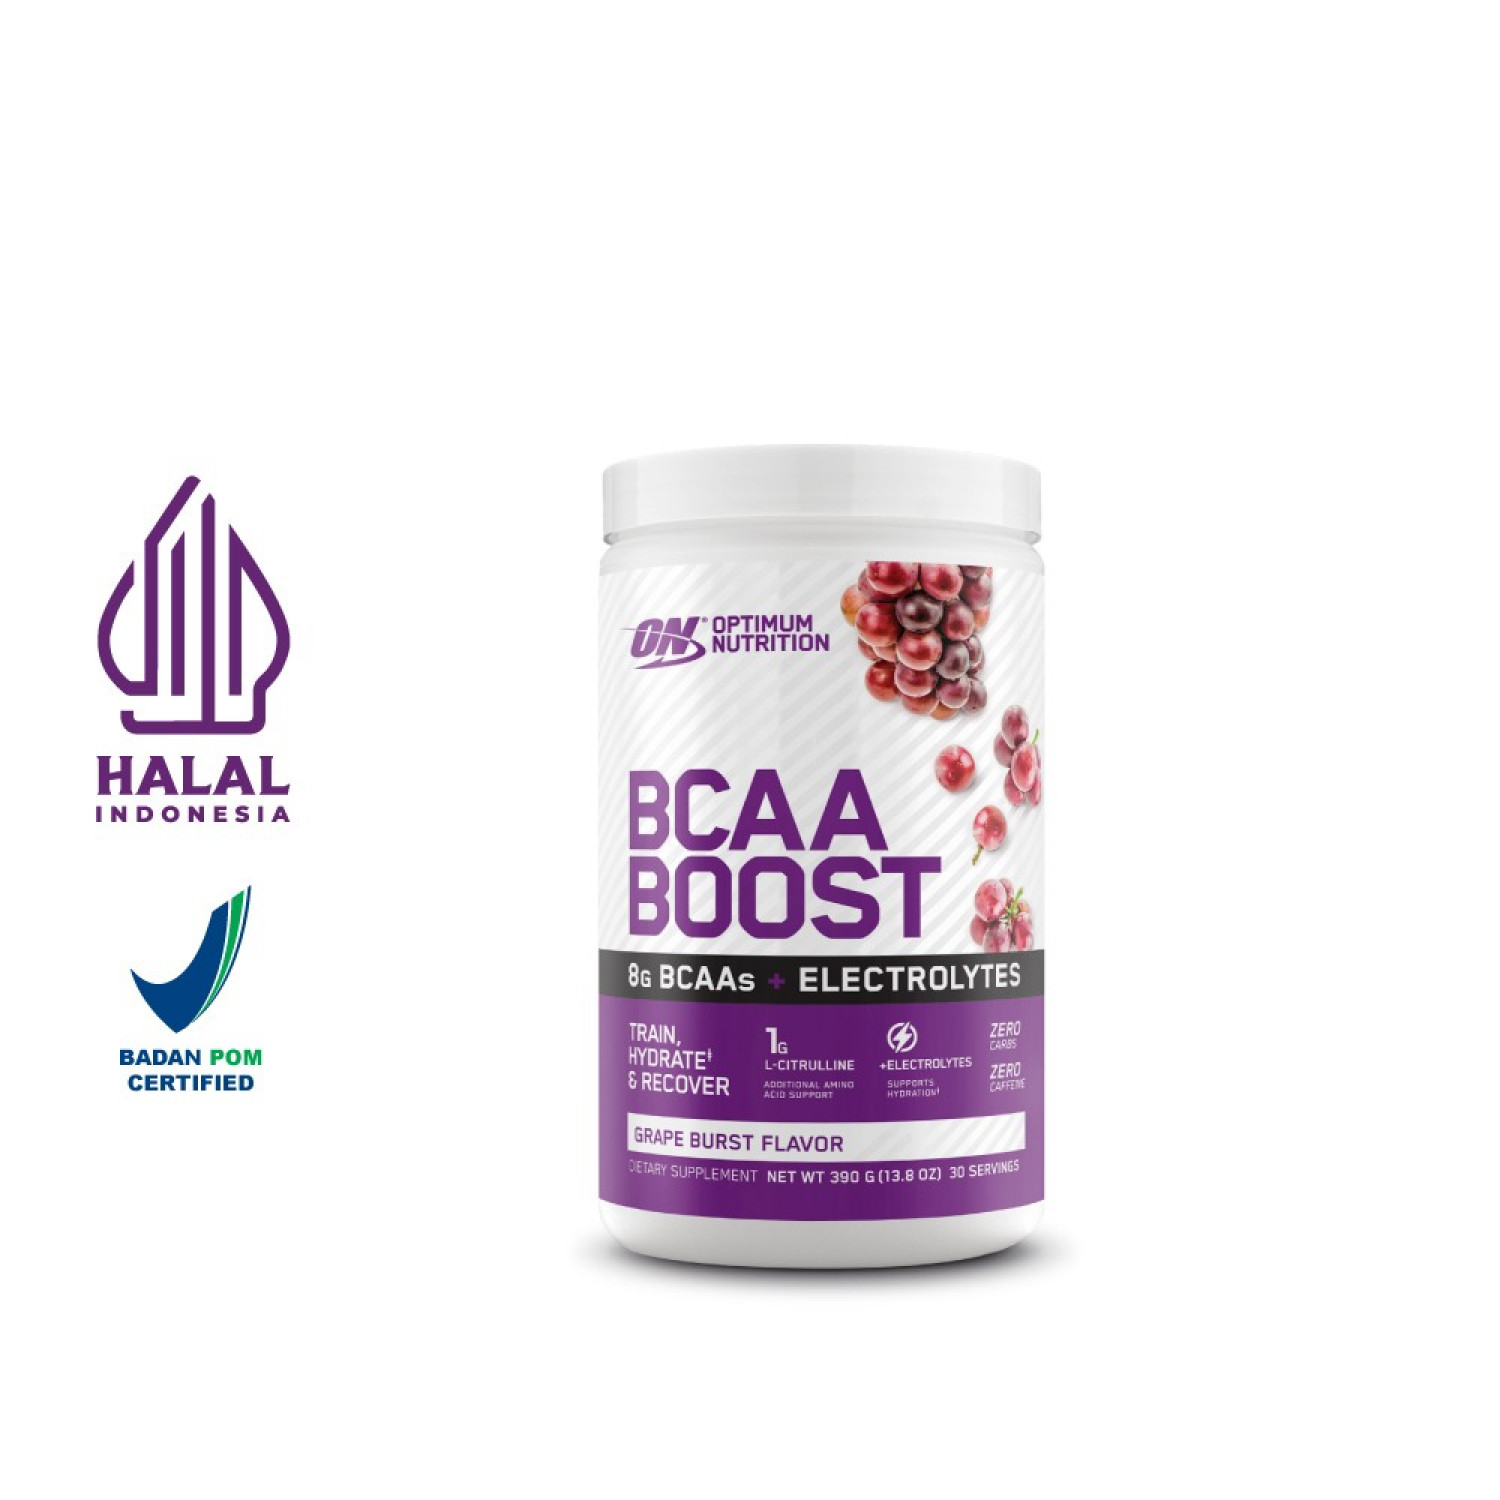 HALAL
INDONESIA
BADAN POM
CERTIFIED
ON® OPTIMUM
NUTRITION
BCAA
BOOST
8G BCAAs + ELECTROLYTES
TRAIN,
HYDRATE‡
& RECOVER
1G
L-CITRULLINE
ADDITIONAL AMINO
ACID SUPPORT
+ELECTROLYTES
SUPPORTS
HYDRATION‡
ZERO
CARBS
ZERO
CAFFEINE
GRAPE BURST FLAVOR
DIETARY SUPPLEMENT NET WT 390 G (13.8 OZ) 30 SERVINGS